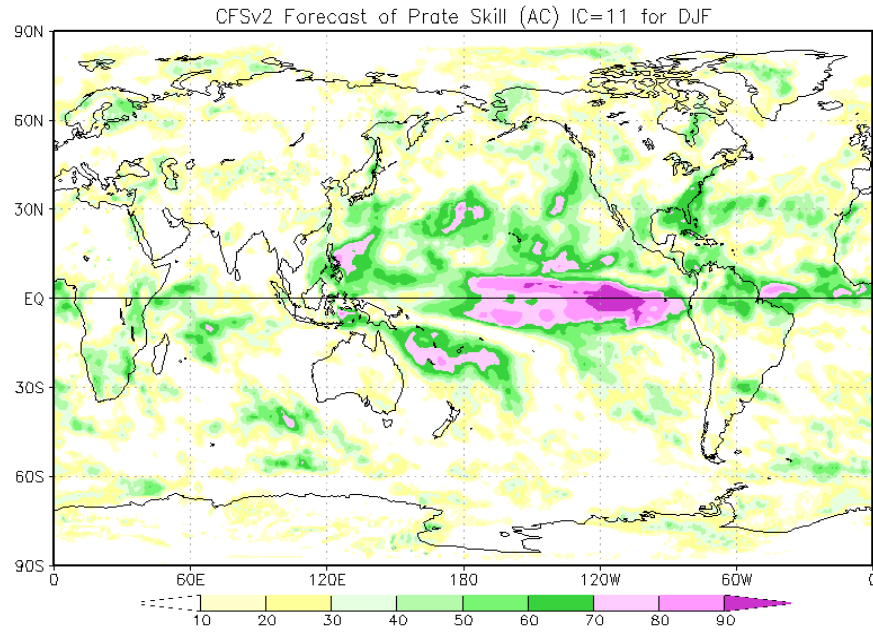 CFSv2 Forecast of Prate Skill (AC) IC=11 for DJF
90N
60N
30N
EQ
30S
60S
90S
0 60E 120E 180 120W 60W 0
10 20 30 40 50 60 70 80 90